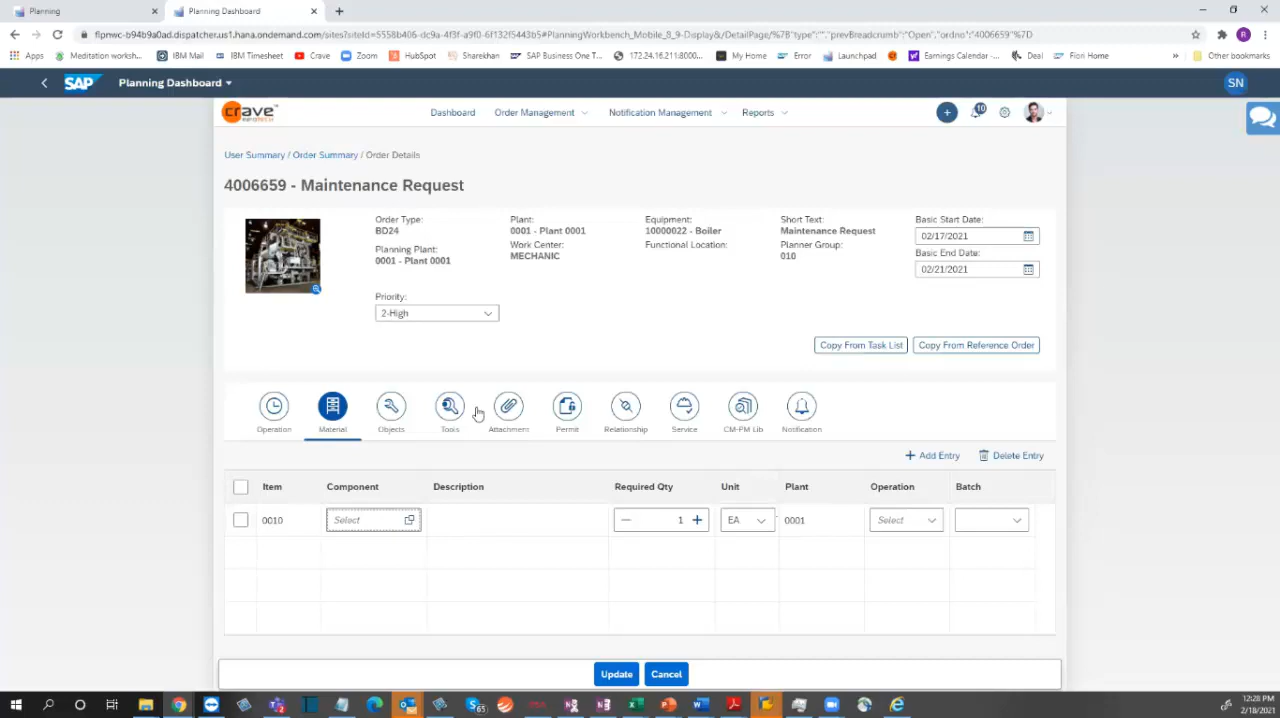 Planning
Planning Dashboard
flpnwc-b94b9a0ad.dispatcher.us1.hana.ondemand.com/sites?siteId=5558b406-dc9a-4f3f-a9f0-6f132f5443b5#PlanningWorkbench_Mobile_8_9-Display&/DetailPage/%7B"type":"","prevBreadcrumb":"Open","ordno":"4006659"%7D
R
Apps Meditation worksh... IBM Mail IBM Timesheet Crave Zoom HubSpot Sharekhan SAP Business One T... 172.24.16.211:8000... My Home Error Launchpad Earnings Calendar -... Deal Fiori Home » Other bookmarks
SAP Planning Dashboard SN
crave INFOTECH Dashboard Order Management Notification Management Reports + 10
User Summary / Order Summary / Order Details
4006659 - Maintenance Request
Order Type:
BD24
Planning Plant:
0001 - Plant 0001
Priority:
2-High
Plant:
0001 - Plant 0001
Work Center:
MECHANIC
Equipment:
10000022 - Boiler
Functional Location:
Short Text:
Maintenance Request
Planner Group:
010
Basic Start Date:
02/17/2021
Basic End Date:
02/21/2021
Copy From Task List Copy From Reference Order
Operation Material Objects Tools Attachment Permit Relationship Service CM-PM Lib Notification
+ Add Entry Delete Entry
Item Component Description Required Qty Unit Plant Operation Batch
0010 Select — 1 + EA 0001 Select
Update Cancel
12:28 PM
2/18/2021